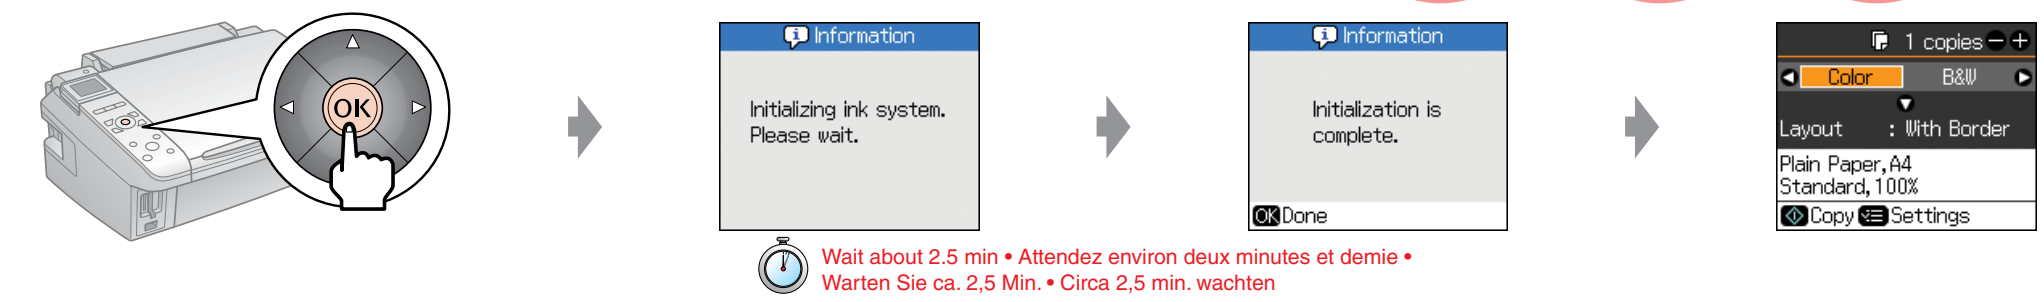 OK
Information
Initializing ink system.
Please wait.
Wait about 2.5 min • Attendez environ deux minutes et demie •
Warten Sie ca. 2,5 Min. • Circa 2,5 min. wachten
Information
Initialization is
complete.
OK Done
1 copies
Color B&W
Layout : With Border
Plain Paper, A4
Standard, 100%
Copy Settings